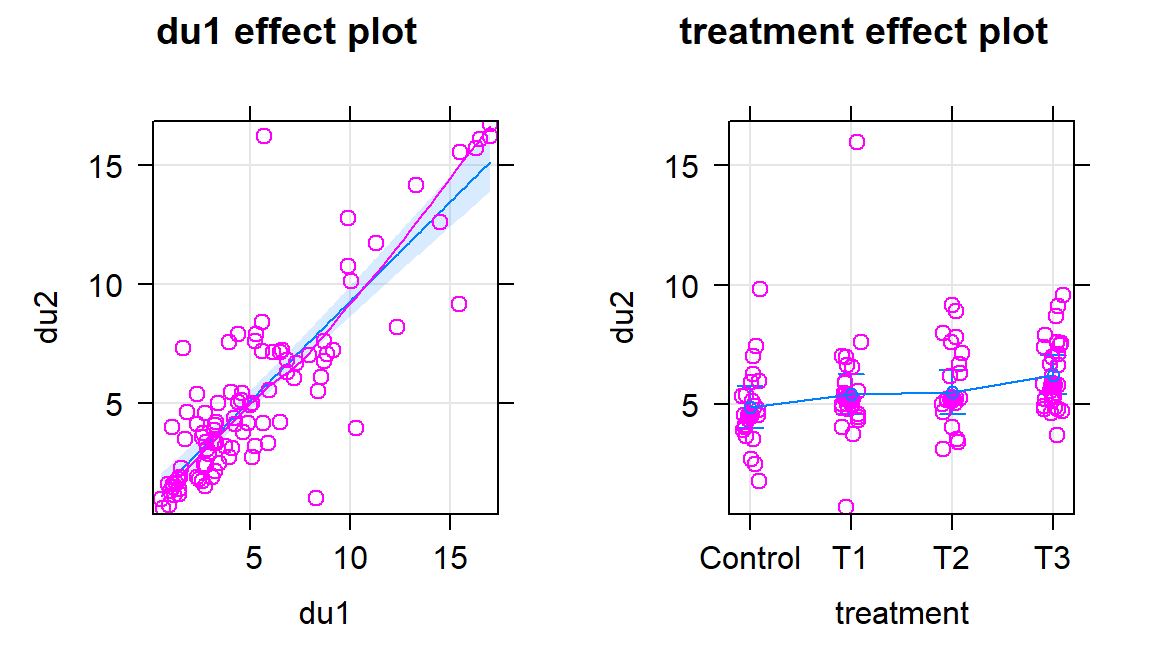 du1 effect plot
du2
15
10
5
5 10 15
du1
treatment effect plot
du2
15
10
5
Control T1 T2 T3
treatment